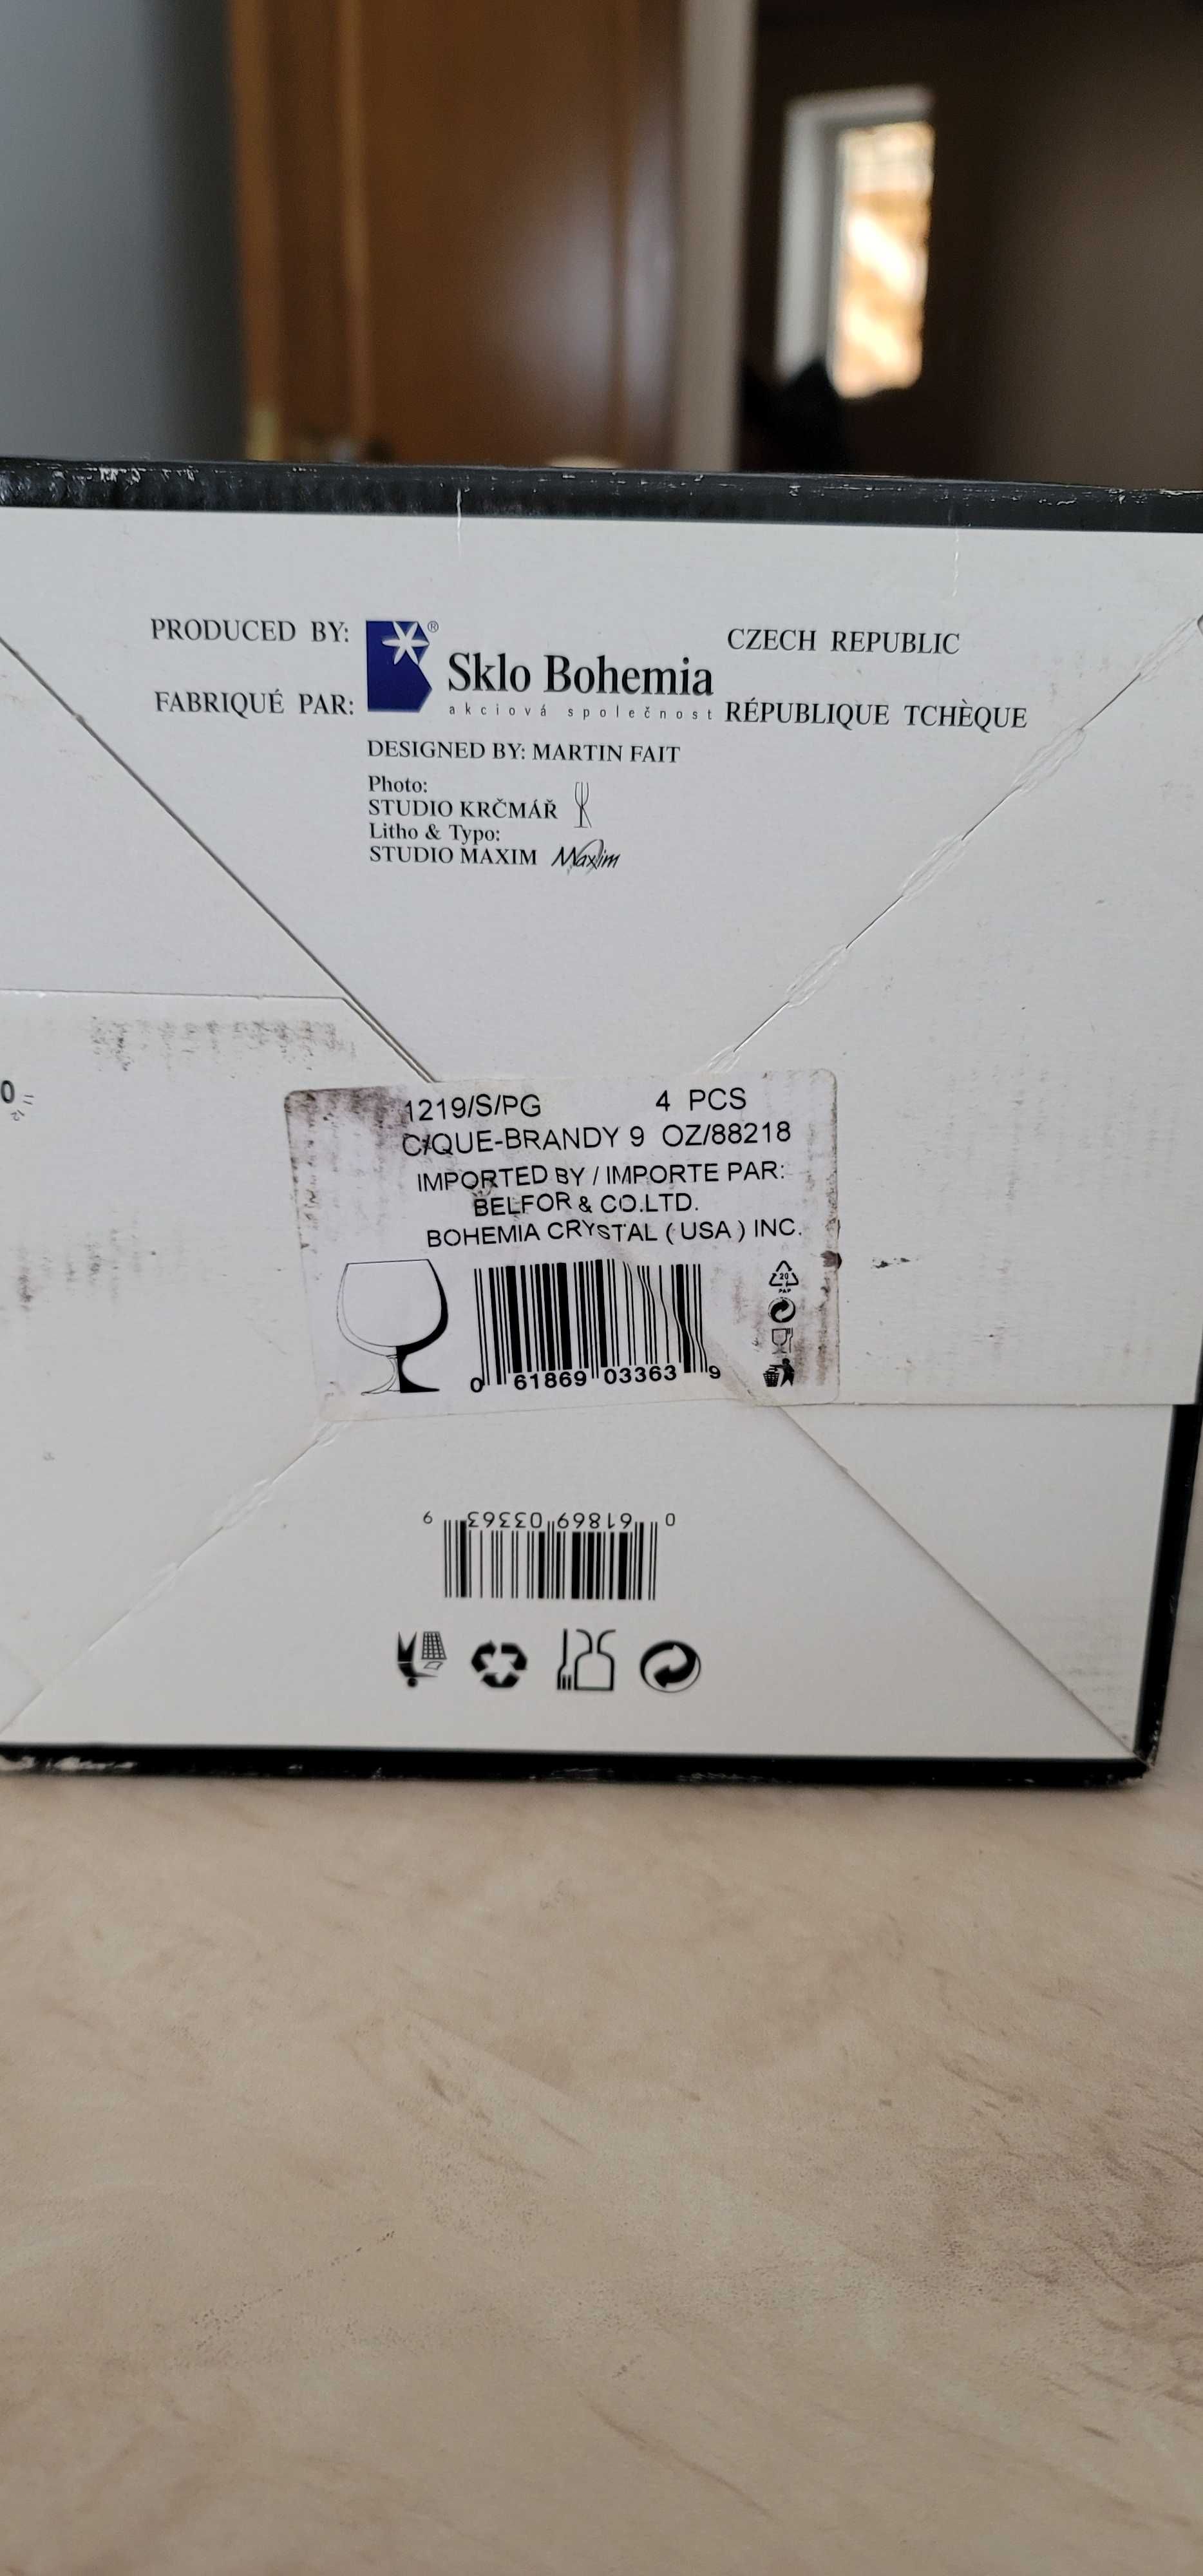 PRODUCED BY:
FABRIQUÉ PAR:
® Sklo Bohemia
akciová společnost
CZECH REPUBLIC
RÉPUBLIQUE TCHÈQUE
DESIGNED BY: MARTIN FAIT
Photo:
STUDIO KRČMÁŘ
Litho & Typo:
STUDIO MAXIM Maxim
0
1219/S/PG 4 PCS
C/QUE-BRANDY 9 OZ/88218
IMPORTED BY / IMPORTE PAR:
BELFOR & CO.LTD.
BOHEMIA CRYSTAL ( USA ) INC.
20
PAP
0 61869 03363 9
0 61869 03363 9